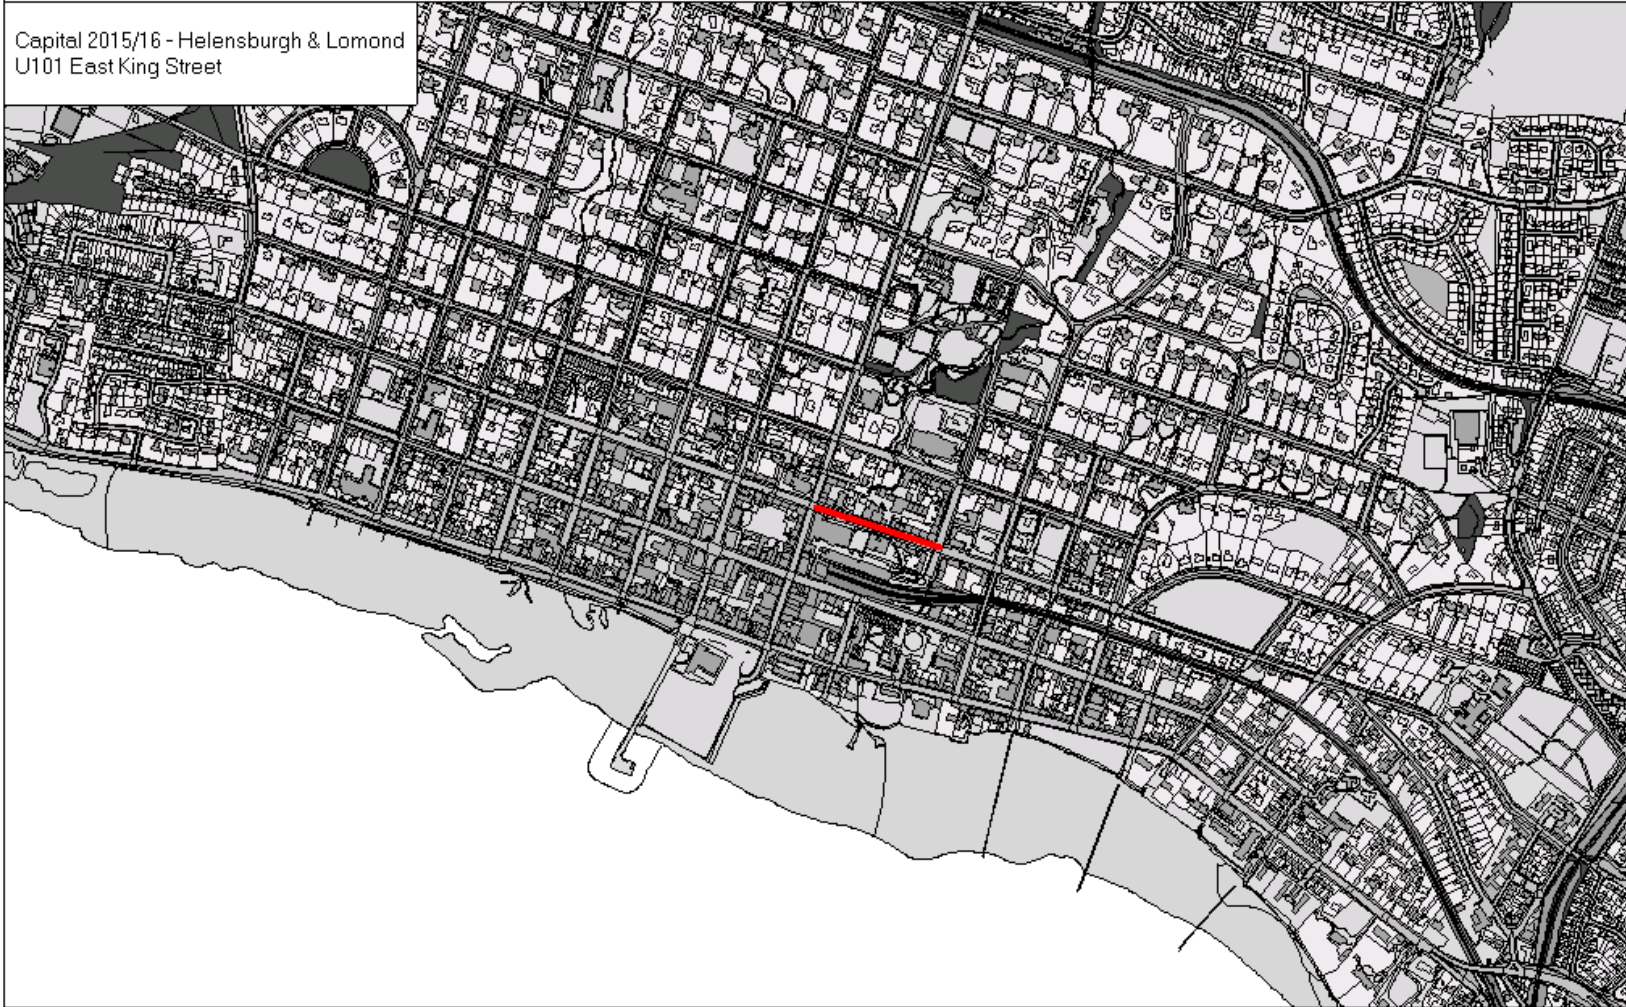 Capital 2015/16 - Helensburgh & Lomond
U101 East King Street